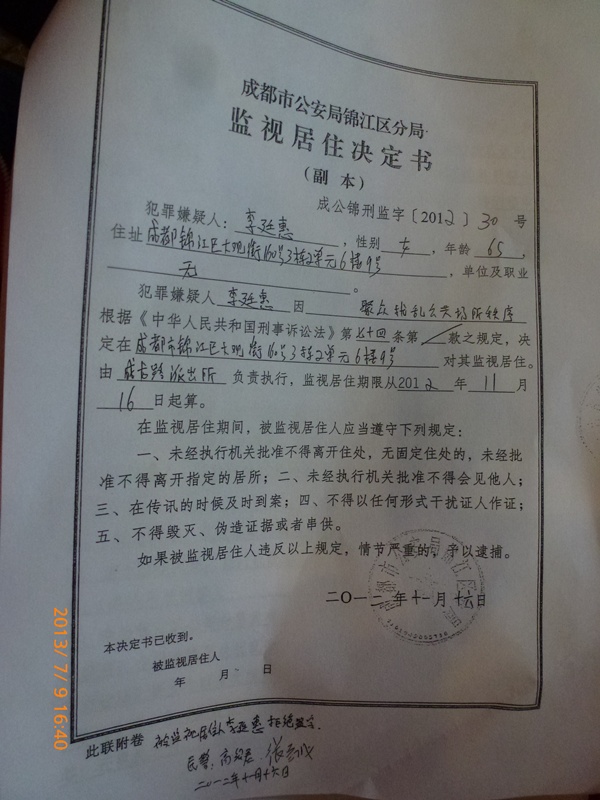 成都市公安局锦江区分局
监视居住决定书
（副本）
成公锦刑监字〔2012〕30号
犯罪嫌疑人：李廷惠，性别女，年龄65，
住址成都锦江区大观街160号3栋2单元6楼9号，单位及职业
无。
犯罪嫌疑人李廷惠因聚众扰乱公共场所秩序
根据《中华人民共和国刑事诉讼法》第五十四条第／款之规定，决
定在成都市锦江区大观街160号3栋2单元6楼9号对其监视居住。
由 派出所负责执行，监视居住期限从2012年11月
16日起算。
在监视居住期间，被监视居住人应当遵守下列规定：
一、未经执行机关批准不得离开住处，无固定住处的，未经批
准不得离开指定的居所；二、未经执行机关批准不得会见他人；
三、在传讯的时候及时到案；四、不得以任何形式干扰证人作证；
五、不得毁灭、伪造证据或者串供。
如果被监视居住人违反以上规定，情节严重的，予以逮捕。
二〇一二年十一月十六日
本决定书已收到。
被监视居住人
年 月 日
此联附卷 被监视居住人李廷惠拒绝签字
民警：
二〇一二年十一月十六日
2013/ 7/ 9 16:40